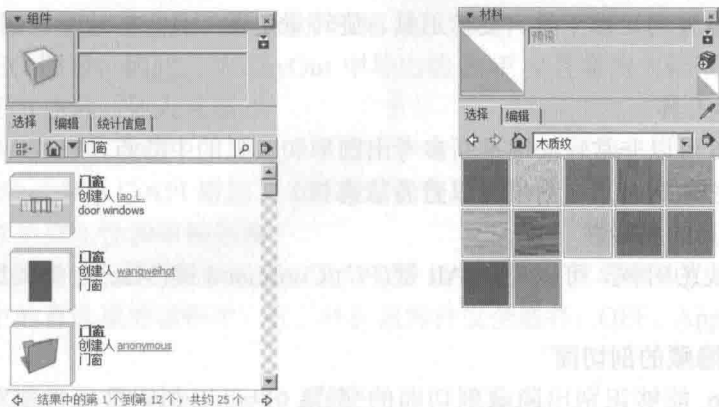 组件
选择 编辑 统计信息
门窗
门窗
创建人 tao L.
door windows
门窗
创建人 wangweihot
门窗
创建人 anonymous
门窗
结果中的第 1 个到第 12 个，共约 25 个
材料
预设
选择 编辑
木质纹